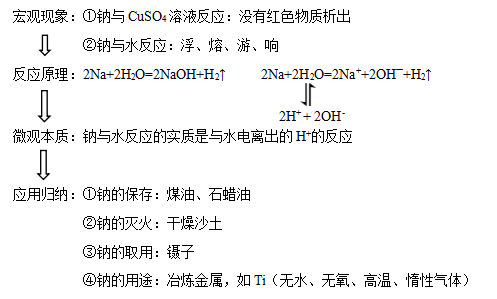 宏观现象：①钠与CuSO₄溶液反应：没有红色物质析出
②钠与水反应：浮、熔、游、响
反应原理：2Na+2H₂O=2NaOH+H₂↑ 2Na+2H₂O=2Na⁺+2OH⁻+H₂↑
2H⁺ + 2OH⁻
微观本质：钠与水反应的实质是与水电离出的H⁺的反应
应用归纳：①钠的保存：煤油、石蜡油
②钠的灭火：干燥沙土
③钠的取用：镊子
④钠的用途：冶炼金属，如Ti（无水、无氧、高温、惰性气体）